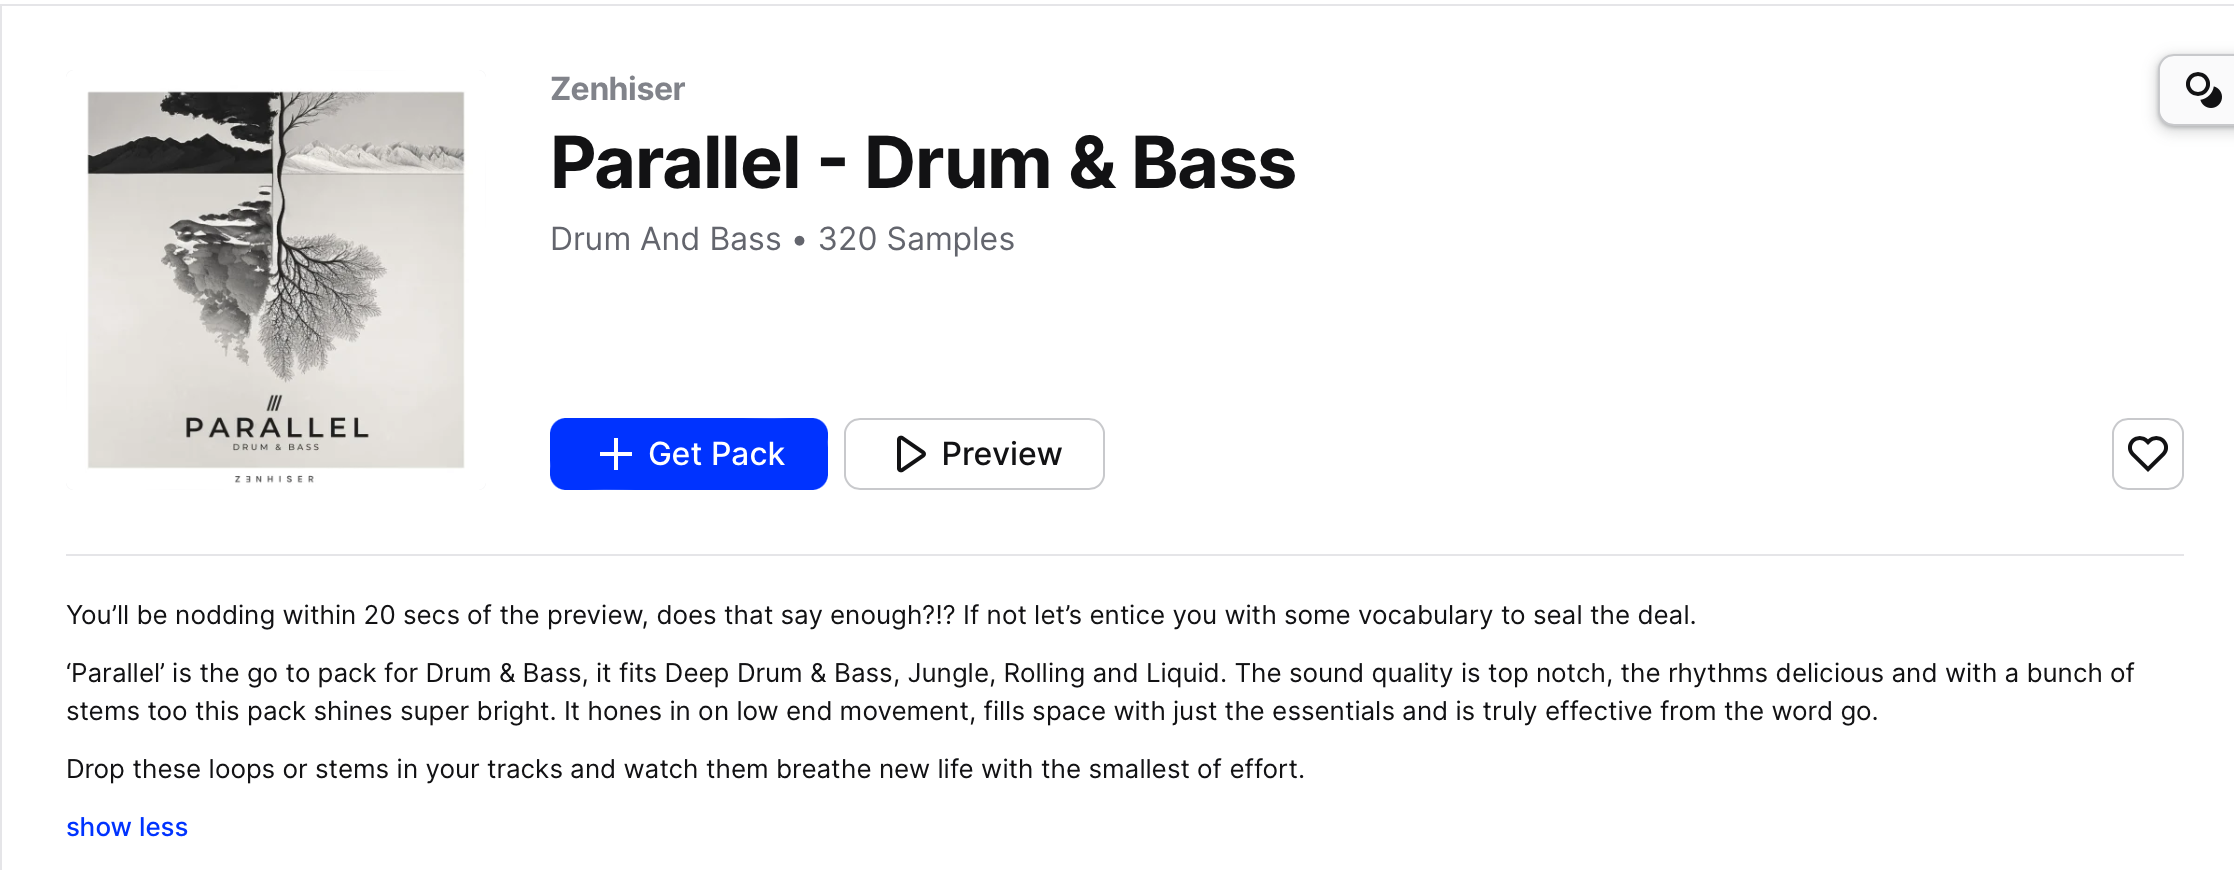 Zenhiser
Parallel - Drum & Bass
Drum And Bass • 320 Samples
PARALLEL
DRUM & BASS
ZENHISER
Get Pack
Preview
You’ll be nodding within 20 secs of the preview, does that say enough?!? If not let’s entice you with some vocabulary to seal the deal.
‘Parallel’ is the go to pack for Drum & Bass, it fits Deep Drum & Bass, Jungle, Rolling and Liquid. The sound quality is top notch, the rhythms delicious and with a bunch of
stems too this pack shines super bright. It hones in on low end movement, fills space with just the essentials and is truly effective from the word go.
Drop these loops or stems in your tracks and watch them breathe new life with the smallest of effort.
show less